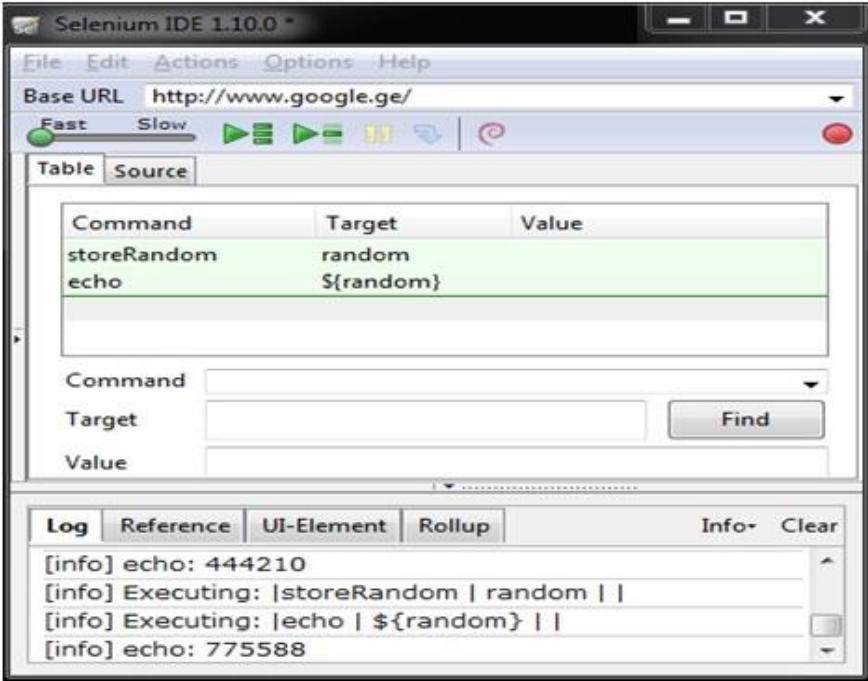 Selenium IDE 1.10.0 *
File Edit Actions Options Help
Base URL http://www.google.ge/
Fast Slow
Table Source
Command Target Value
storeRandom random
echo ${random}
Command
Target Find
Value
Log Reference UI-Element Rollup Info Clear
[info] echo: 444210
[info] Executing: |storeRandom | random | |
[info] Executing: |echo | ${random} | |
[info] echo: 775588